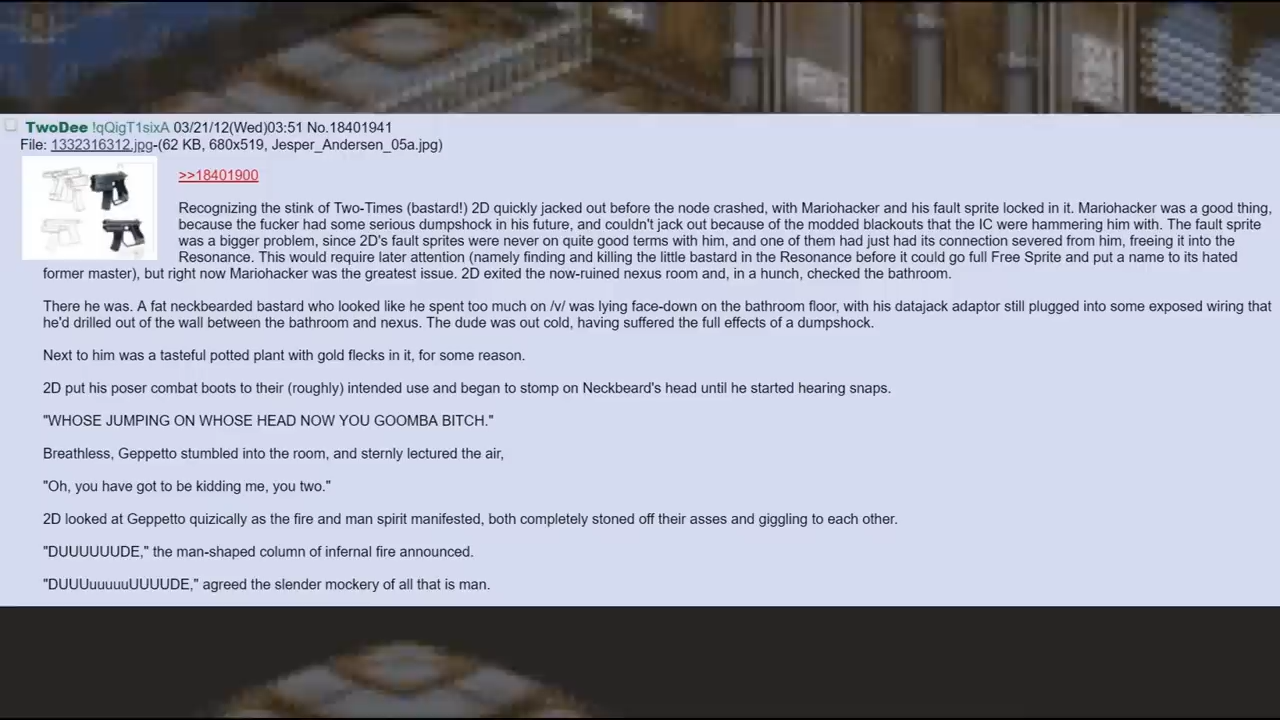 TwoDee !qQigT1sixA 03/21/12(Wed)03:51 No.18401941
File: 1332316312.jpg-(62 KB, 680x519, Jesper_Andersen_05a.jpg)
>>18401900
Recognizing the stink of Two-Times (bastard!) 2D quickly jacked out before the node crashed, with Mariohacker and his fault sprite locked in it. Mariohacker was a good thing,
because the fucker had some serious dumpshock in his future, and couldn't jack out because of the modded blackouts that the IC were hammering him with. The fault sprite
was a bigger problem, since 2D's fault sprites were never on quite good terms with him, and one of them had just had its connection severed from him, freeing it into the
Resonance. This would require later attention (namely finding and killing the little bastard in the Resonance before it could go full Free Sprite and put a name to its hated
former master), but right now Mariohacker was the greatest issue. 2D exited the now-ruined nexus room and, in a hunch, checked the bathroom.
There he was. A fat neckbearded bastard who looked like he spent too much on /v/ was lying face-down on the bathroom floor, with his datajack adaptor still plugged into some exposed wiring that
he'd drilled out of the wall between the bathroom and nexus. The dude was out cold, having suffered the full effects of a dumpshock.
Next to him was a tasteful potted plant with gold flecks in it, for some reason.
2D put his poser combat boots to their (roughly) intended use and began to stomp on Neckbeard's head until he started hearing snaps.
"WHOSE JUMPING ON WHOSE HEAD NOW YOU GOOMBA BITCH."
Breathless, Geppetto stumbled into the room, and sternly lectured the air,
"Oh, you have got to be kidding me, you two."
2D looked at Geppetto quizically as the fire and man spirit manifested, both completely stoned off their asses and giggling to each other.
"DUUUUUUDE," the man-shaped column of infernal fire announced.
"DUUUuuuuuUUUUDE," agreed the slender mockery of all that is man.